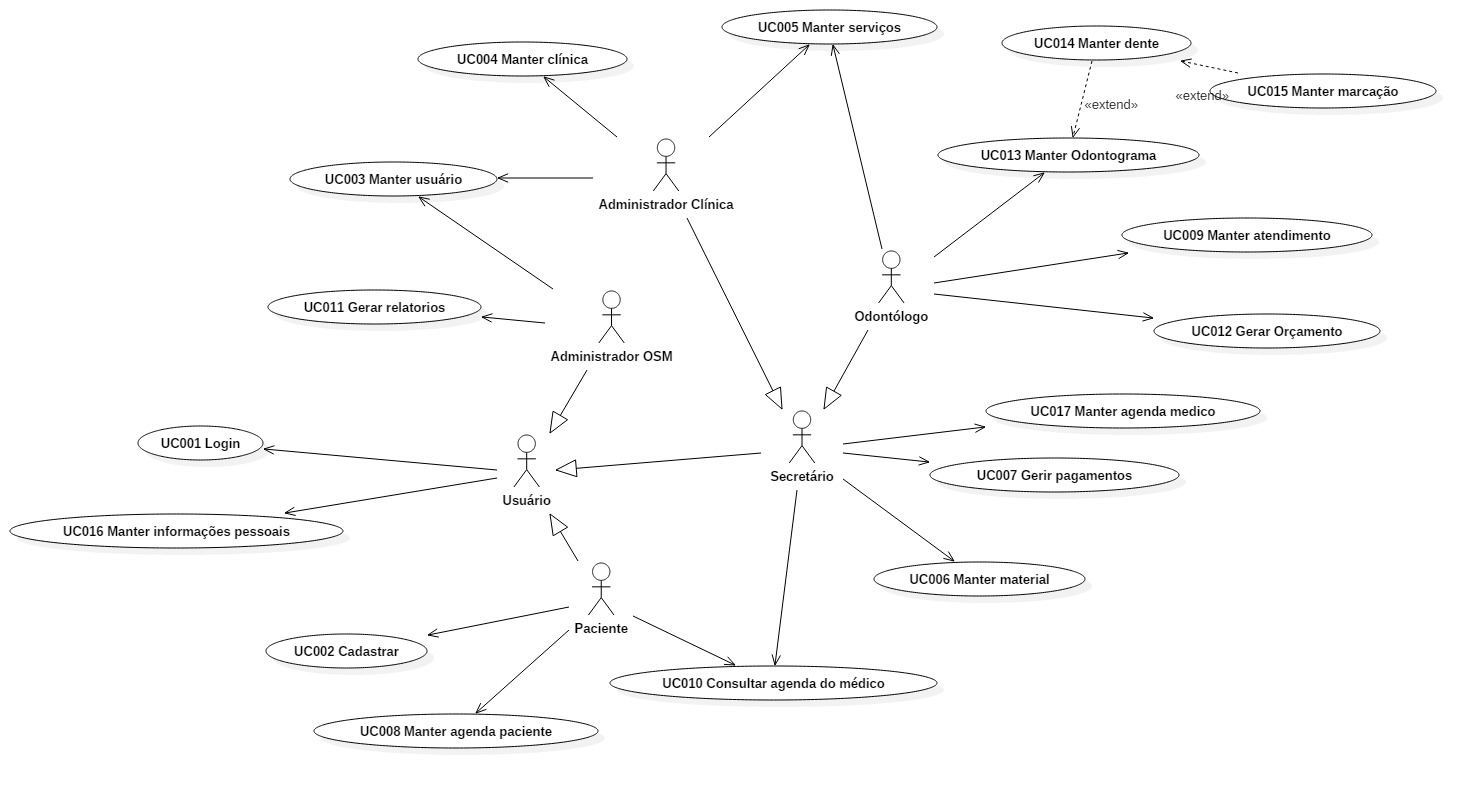 UC005 Manter serviços
UC014 Manter dente
UC004 Manter clínica
UC015 Manter marcação
«extend»
«extend»
UC013 Manter Odontograma
UC003 Manter usuário
Administrador Clínica
UC009 Manter atendimento
UC011 Gerar relatorios
Odontólogo
UC012 Gerar Orçamento
Administrador OSM
UC017 Manter agenda medico
UC001 Login
Secretário
UC007 Gerir pagamentos
Usuário
UC016 Manter informações pessoais
UC006 Manter material
Paciente
UC002 Cadastrar
UC010 Consultar agenda do médico
UC008 Manter agenda paciente